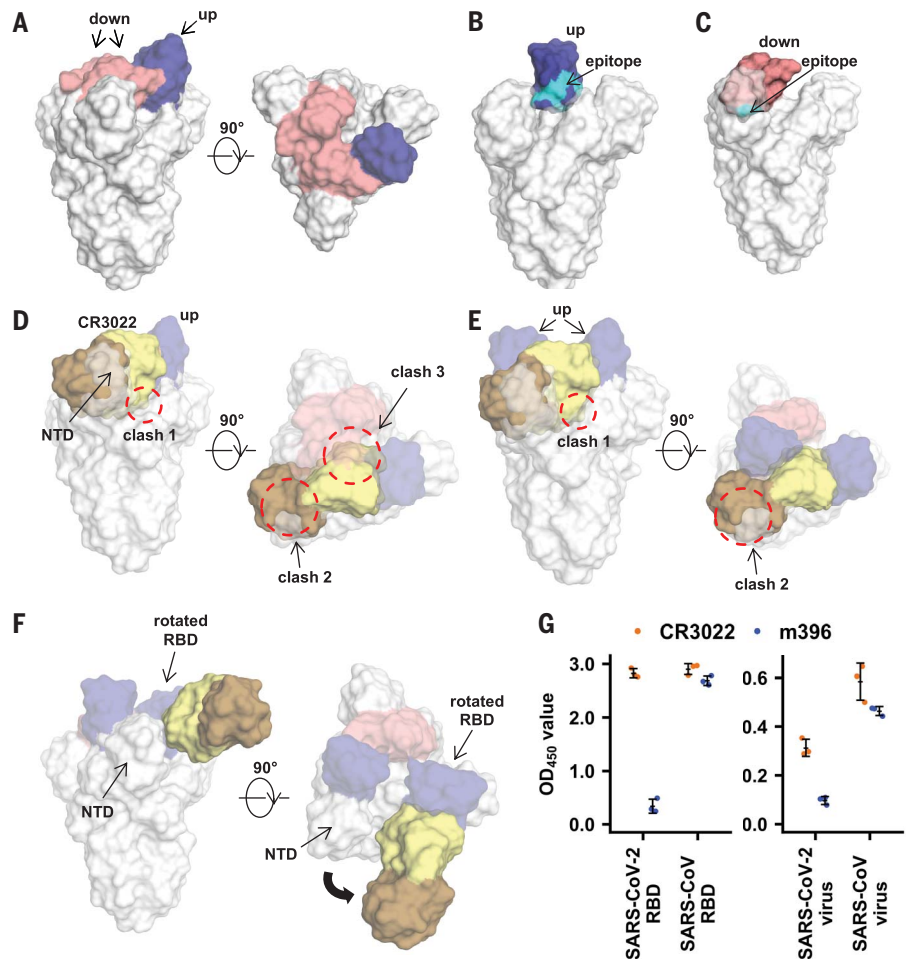 A
down
up
90°
B
up
epitope
C
down
epitope
D
CR3022
up
NTD
clash 1
90°
clash 3
clash 2
E
up
clash 1
90°
clash 2
F
rotated
RBD
NTD
90°
rotated
RBD
NTD
G
CR3022 m396
OD450 value
3.0
2.0
1.0
0.0
SARS-CoV-2
RBD
SARS-CoV
RBD
0.6
0.4
0.2
0.0
SARS-CoV-2
virus
SARS-CoV
virus